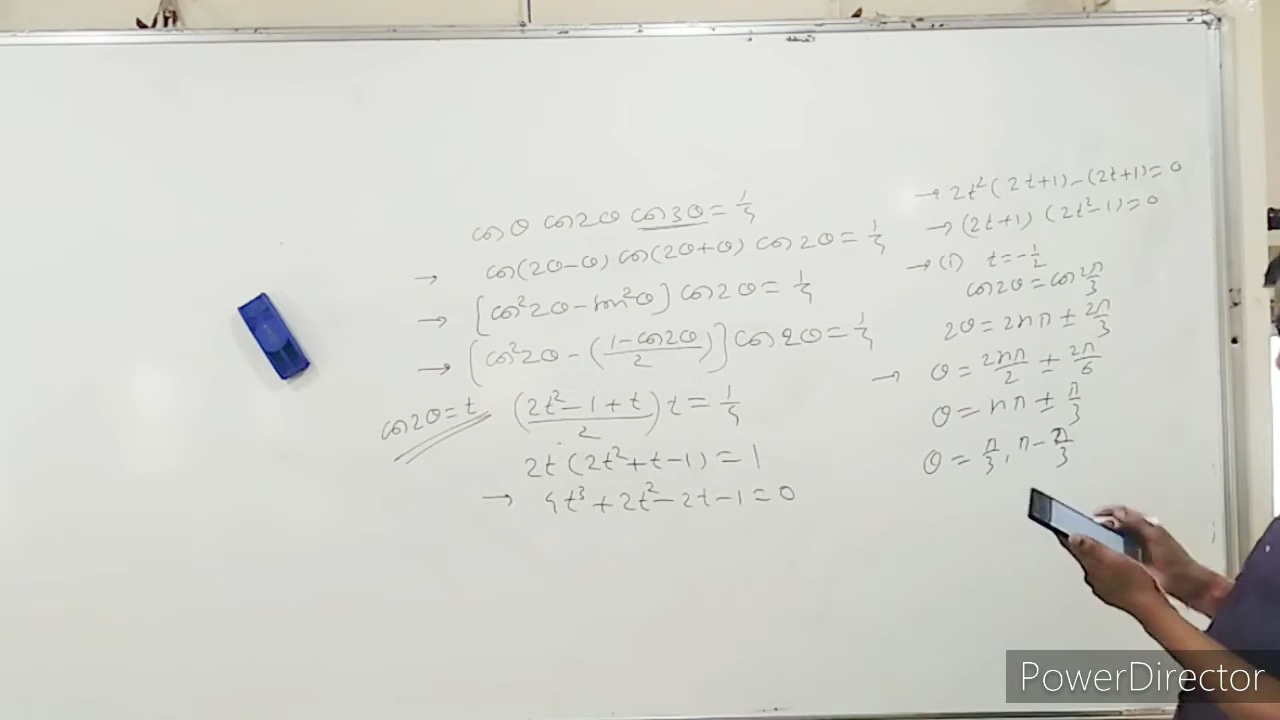 cosθ cos2θ cos3θ = 1/4
→ cos(2θ-θ) cos(2θ+θ) cos2θ = 1/4
→ [cos²2θ - sin²θ] cos2θ = 1/4
→ [cos²2θ - (1-cos2θ/2)] cos2θ = 1/4
cos2θ = t (2t²-1+t/2) t = 1/4
2t(2t²+t-1) = 1
→ 4t³+2t²-2t-1 = 0
→ 2t²(2t+1)-(2t+1) = 0
→ (2t+1)(2t²-1) = 0
→ (1) t = -1/2
cos2θ = cos2π/3
2θ = 2nπ ± 2π/3
→ θ = 2nπ/2 ± 2π/6
θ = nπ ± π/3
θ = π/3, π - π/3
PowerDirector